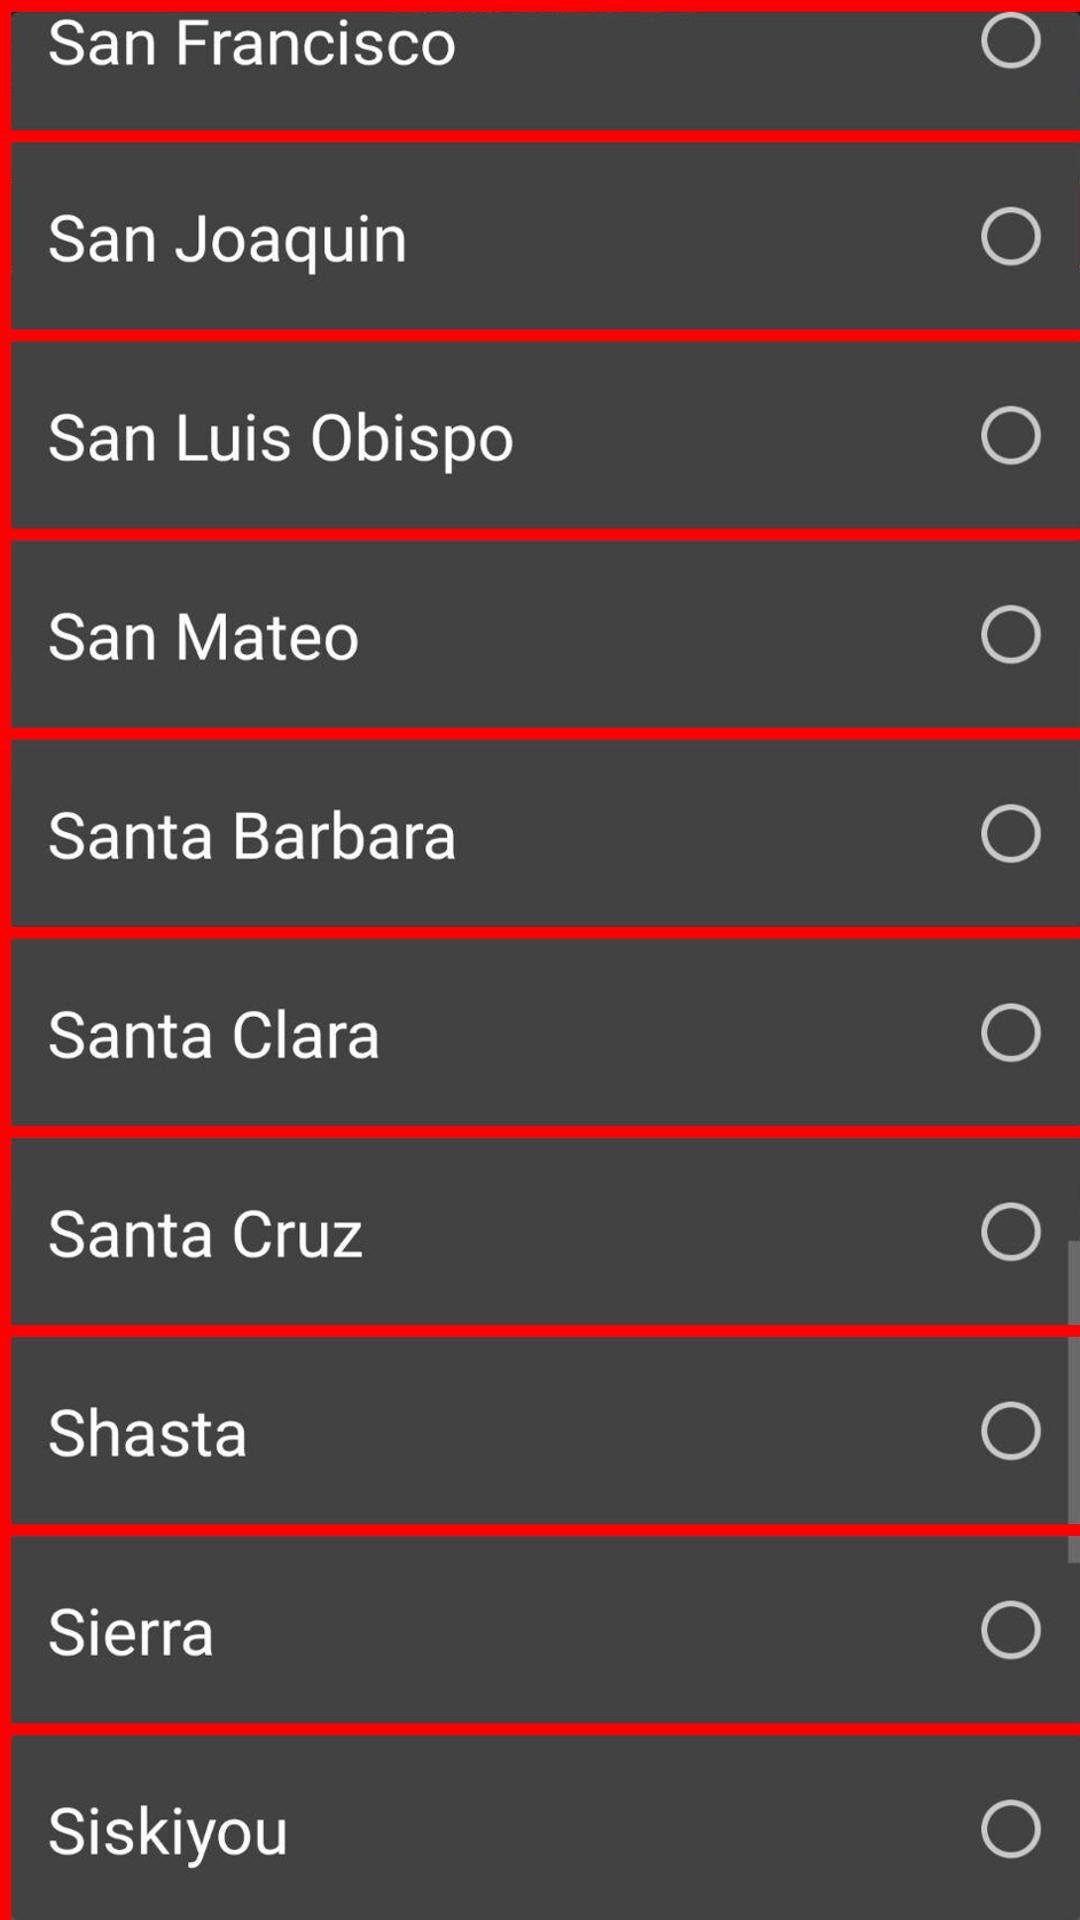 San Francisco
San Joaquin
San Luis Obispo
San Mateo
Santa Barbara
Santa Clara
Santa Cruz
Shasta
Sierra
Siskiyou